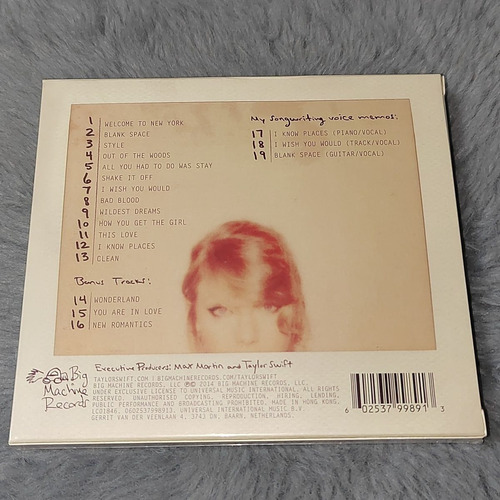 1 WELCOME TO NEW YORK
2 BLANK SPACE
3 STYLE
4 OUT OF THE WOODS
5 ALL YOU HAD TO DO WAS STAY
6 SHAKE IT OFF
7 I WISH YOU WOULD
8 BAD BLOOD
9 WILDEST DREAMS
10 HOW YOU GET THE GIRL
11 THIS LOVE
12 I KNOW PLACES
13 CLEAN
Bonus Tracks:
14 WONDERLAND
15 YOU ARE IN LOVE
16 NEW ROMANTICS
My Songwriting voice memos:
17 I KNOW PLACES (PIANO/VOCAL)
18 I WISH YOU WOULD (TRACK/VOCAL)
19 BLANK SPACE (GUITAR/VOCAL)
Executive Producers: Max Martin and Taylor Swift
Big
Machine
Records
TAYLORSWIFT.COM | BIGMACHINERECORDS.COM/TAYLORSWIFT
BIG MACHINE RECORDS, LLC ℗© 2014 BIG MACHINE RECORDS, LLC.
UNDER EXCLUSIVE LICENSE TO UNIVERSAL MUSIC INTERNATIONAL. ALL RIGHTS
RESERVED. UNAUTHORISED COPYING, REPRODUCTION, HIRING, LENDING,
PUBLIC PERFORMANCE AND BROADCASTING PROHIBITED. MADE IN HONG KONG.
LC01846, 0602537998913. UNIVERSAL INTERNATIONAL MUSIC B.V.
GERRIT VAN DER VEENLAAN 4, 3743 DN, BAARN, NETHERLANDS.
6 02537 99891 3